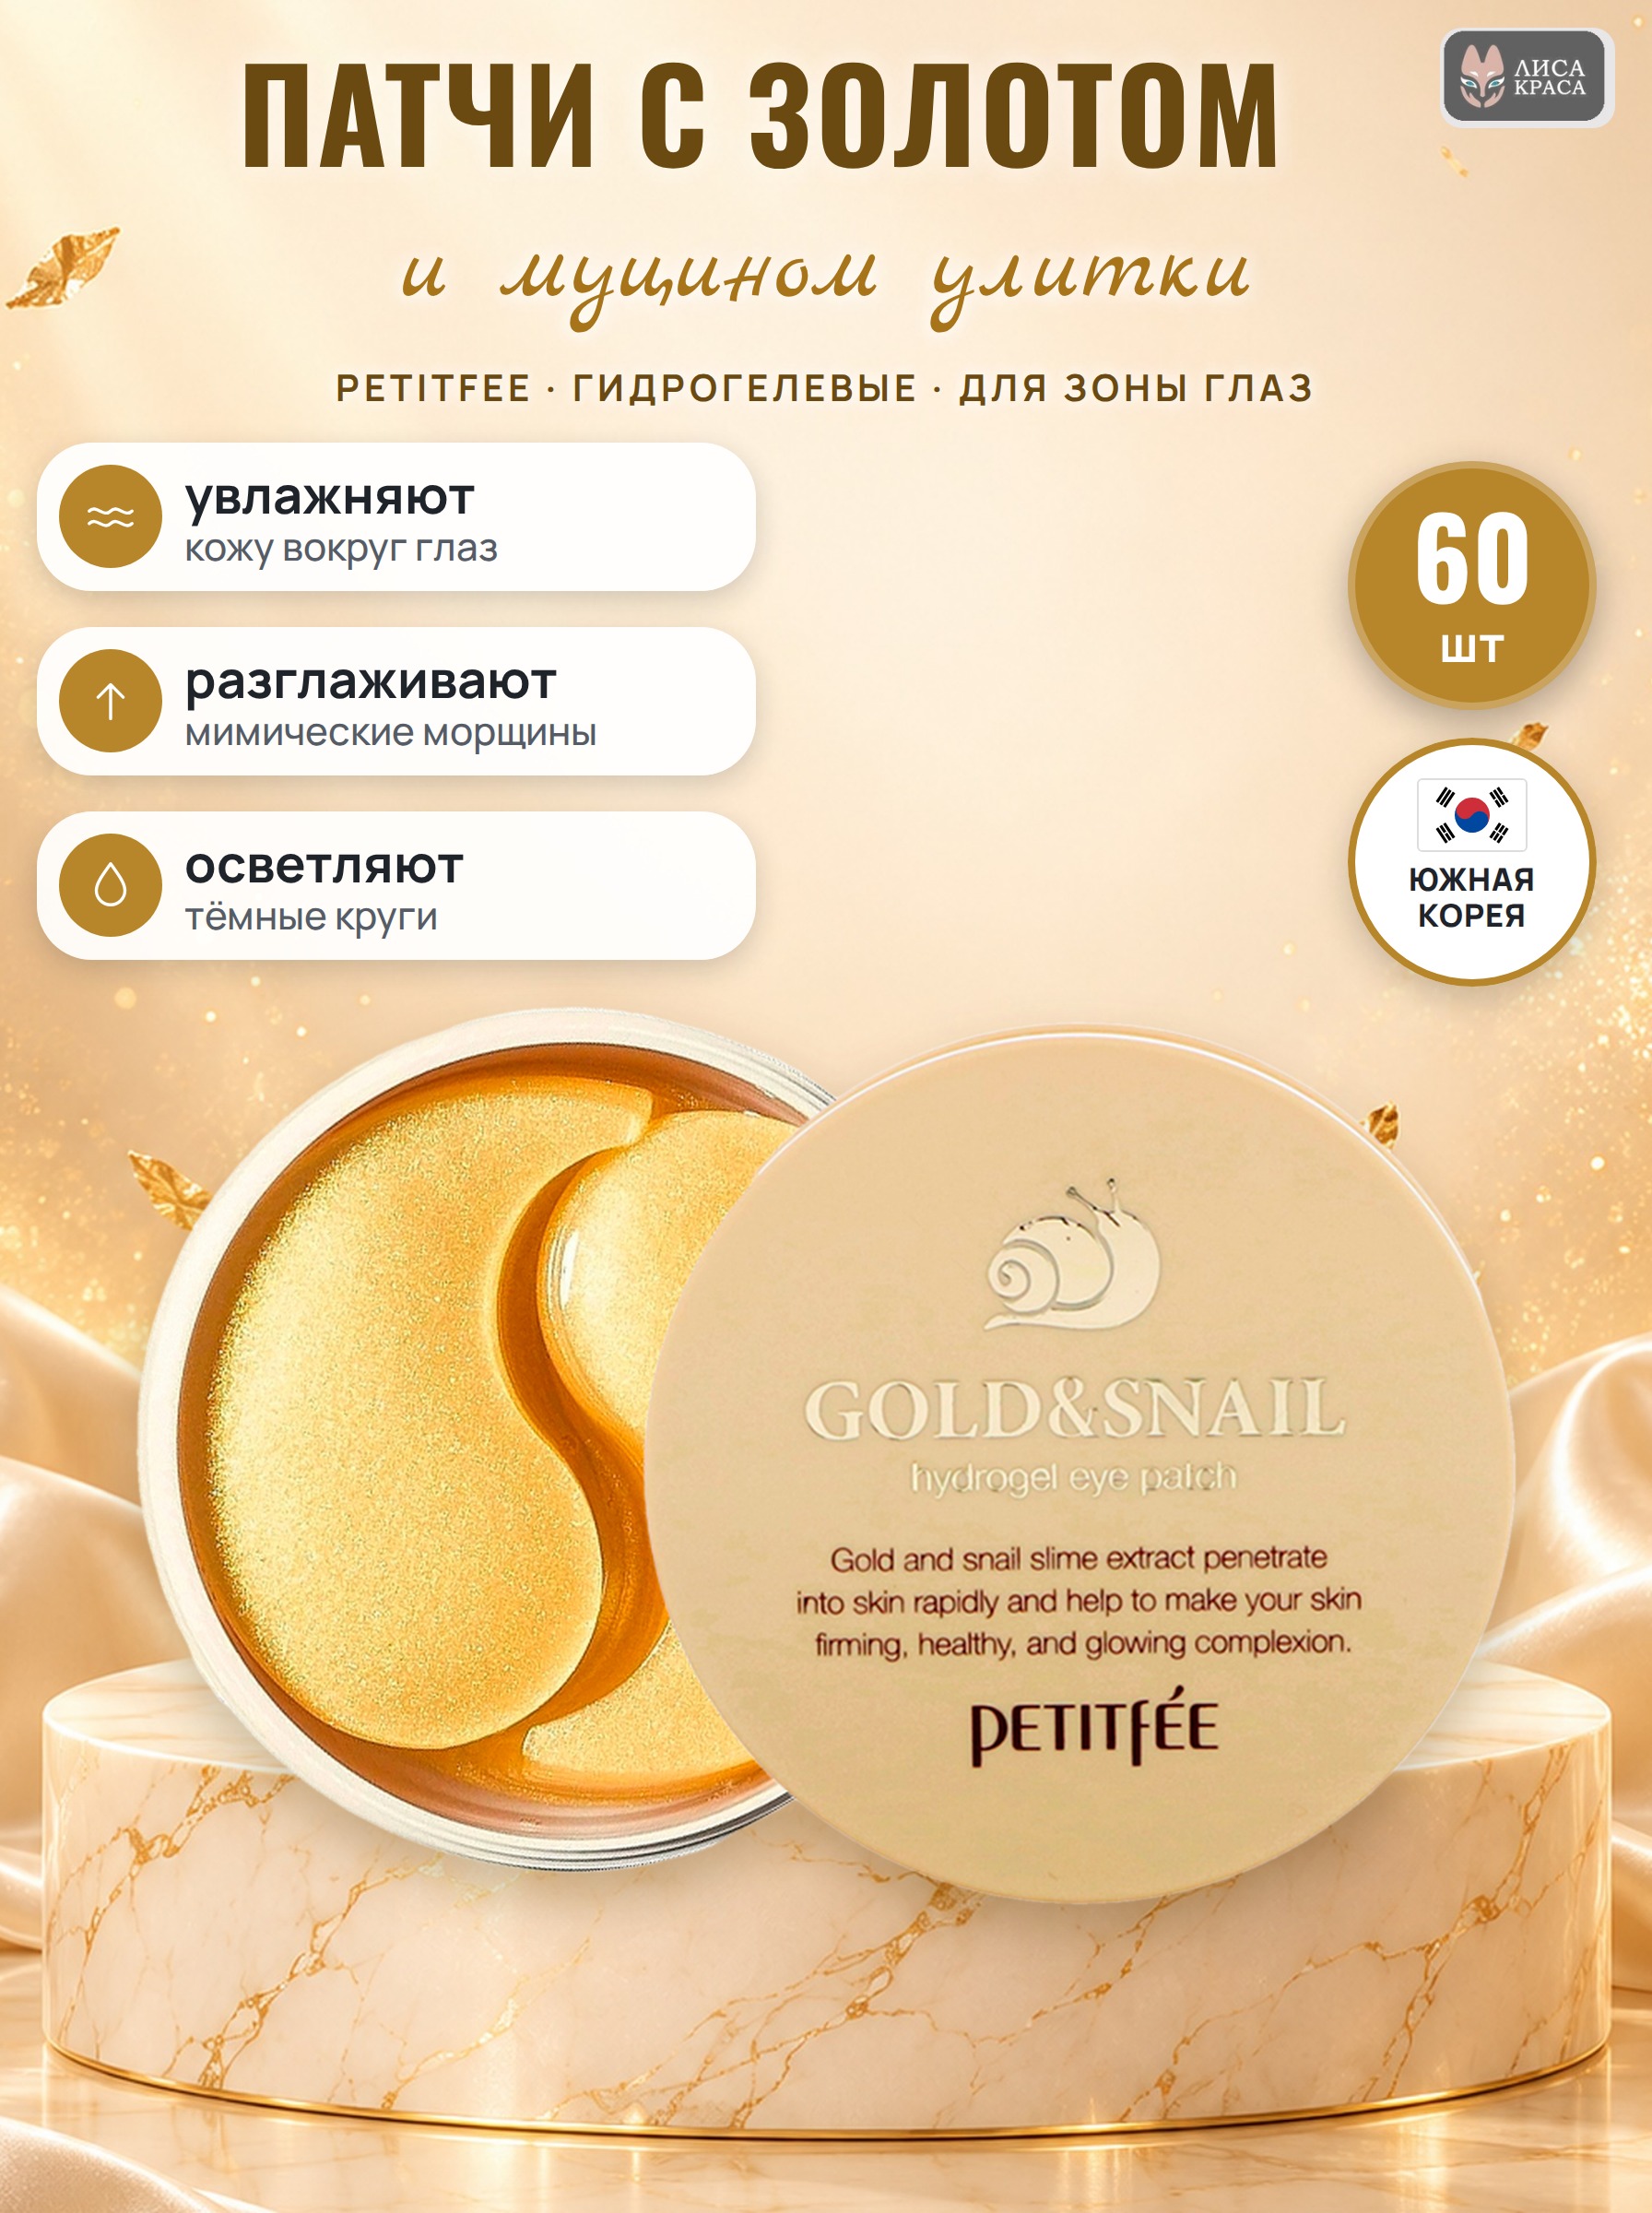 ПАТЧИ С ЗОЛОТОМ
ЛИСА
КРАСА
и муцином улитки
PETITFEE · ГИДРОГЕЛЕВЫЕ · ДЛЯ ЗОНЫ ГЛАЗ
увлажняют
кожу вокруг глаз
разглаживают
мимические морщины
осветляют
тёмные круги
60
шт
ЮЖНАЯ
КОРЕЯ
GOLD&SNAIL
hydrogel eye patch
Gold and snail slime extract penetrate
into skin rapidly and help to make your skin
firming, healthy, and glowing complexion.
PETITFÉE